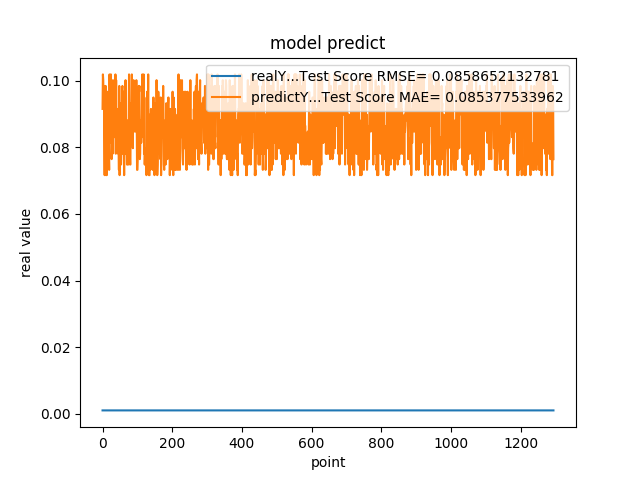 model predict
realY...Test Score RMSE= 0.0858652132781
predictY...Test Score MAE= 0.085377533962
0.10
0.08
0.06
0.04
0.02
0.00
real value
0 200 400 600 800 1000 1200
point